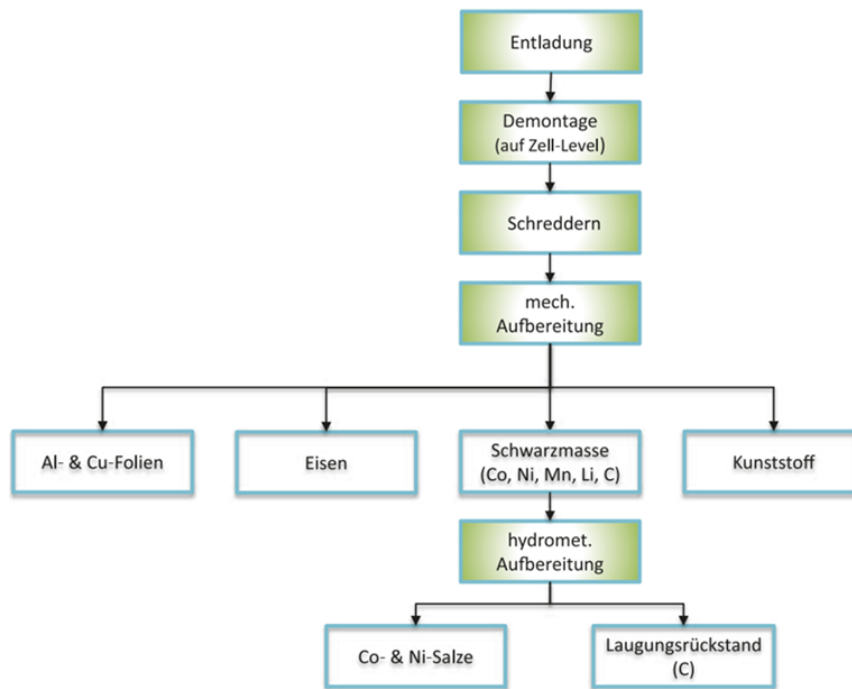 Entladung
Demontage
(auf Zell-Level)
Schreddern
mech.
Aufbereitung
Al- & Cu-Folien
Eisen
Schwarzmasse
(Co, Ni, Mn, Li, C)
Kunststoff
hydromet.
Aufbereitung
Co- & Ni-Salze
Laugungsrückstand
(C)